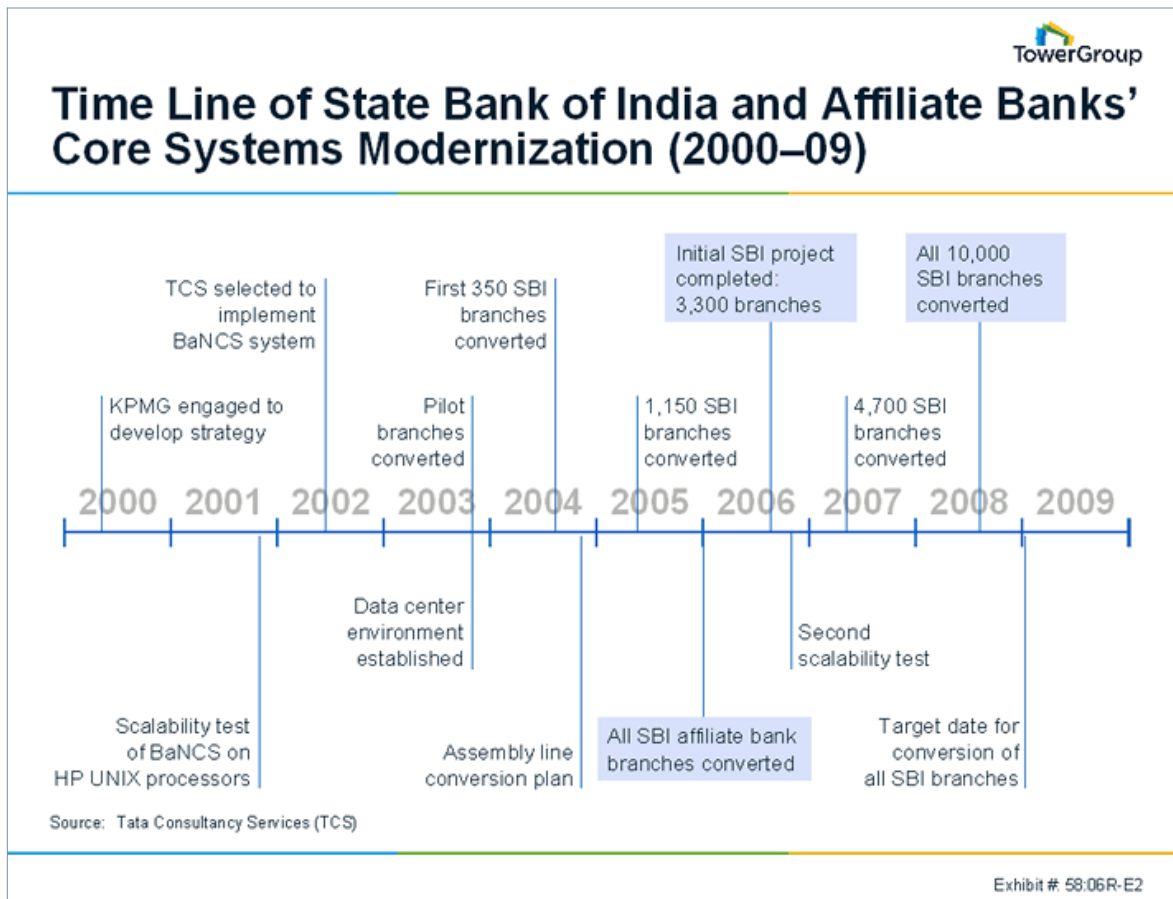 TowerGroup
Time Line of State Bank of India and Affiliate Banks’
Core Systems Modernization (2000–09)
Initial SBI project
completed:
3,300 branches
All 10,000
SBI branches
converted
TCS selected to
implement
BaNCS system
First 350 SBI
branches
converted
KPMG engaged to
develop strategy
Pilot
branches
converted
1,150 SBI
branches
converted
4,700 SBI
branches
converted
2000 2001 2002 2003 2004 2005 2006 2007 2008 2009
Data center
environment
established
Second
scalability test
Scalability test
of BaNCS on
HP UNIX processors
Assembly line
conversion plan
All SBI affiliate bank
branches converted
Target date for
conversion of
all SBI branches
Source: Tata Consultancy Services (TCS)
Exhibit #: 58:06R-E2